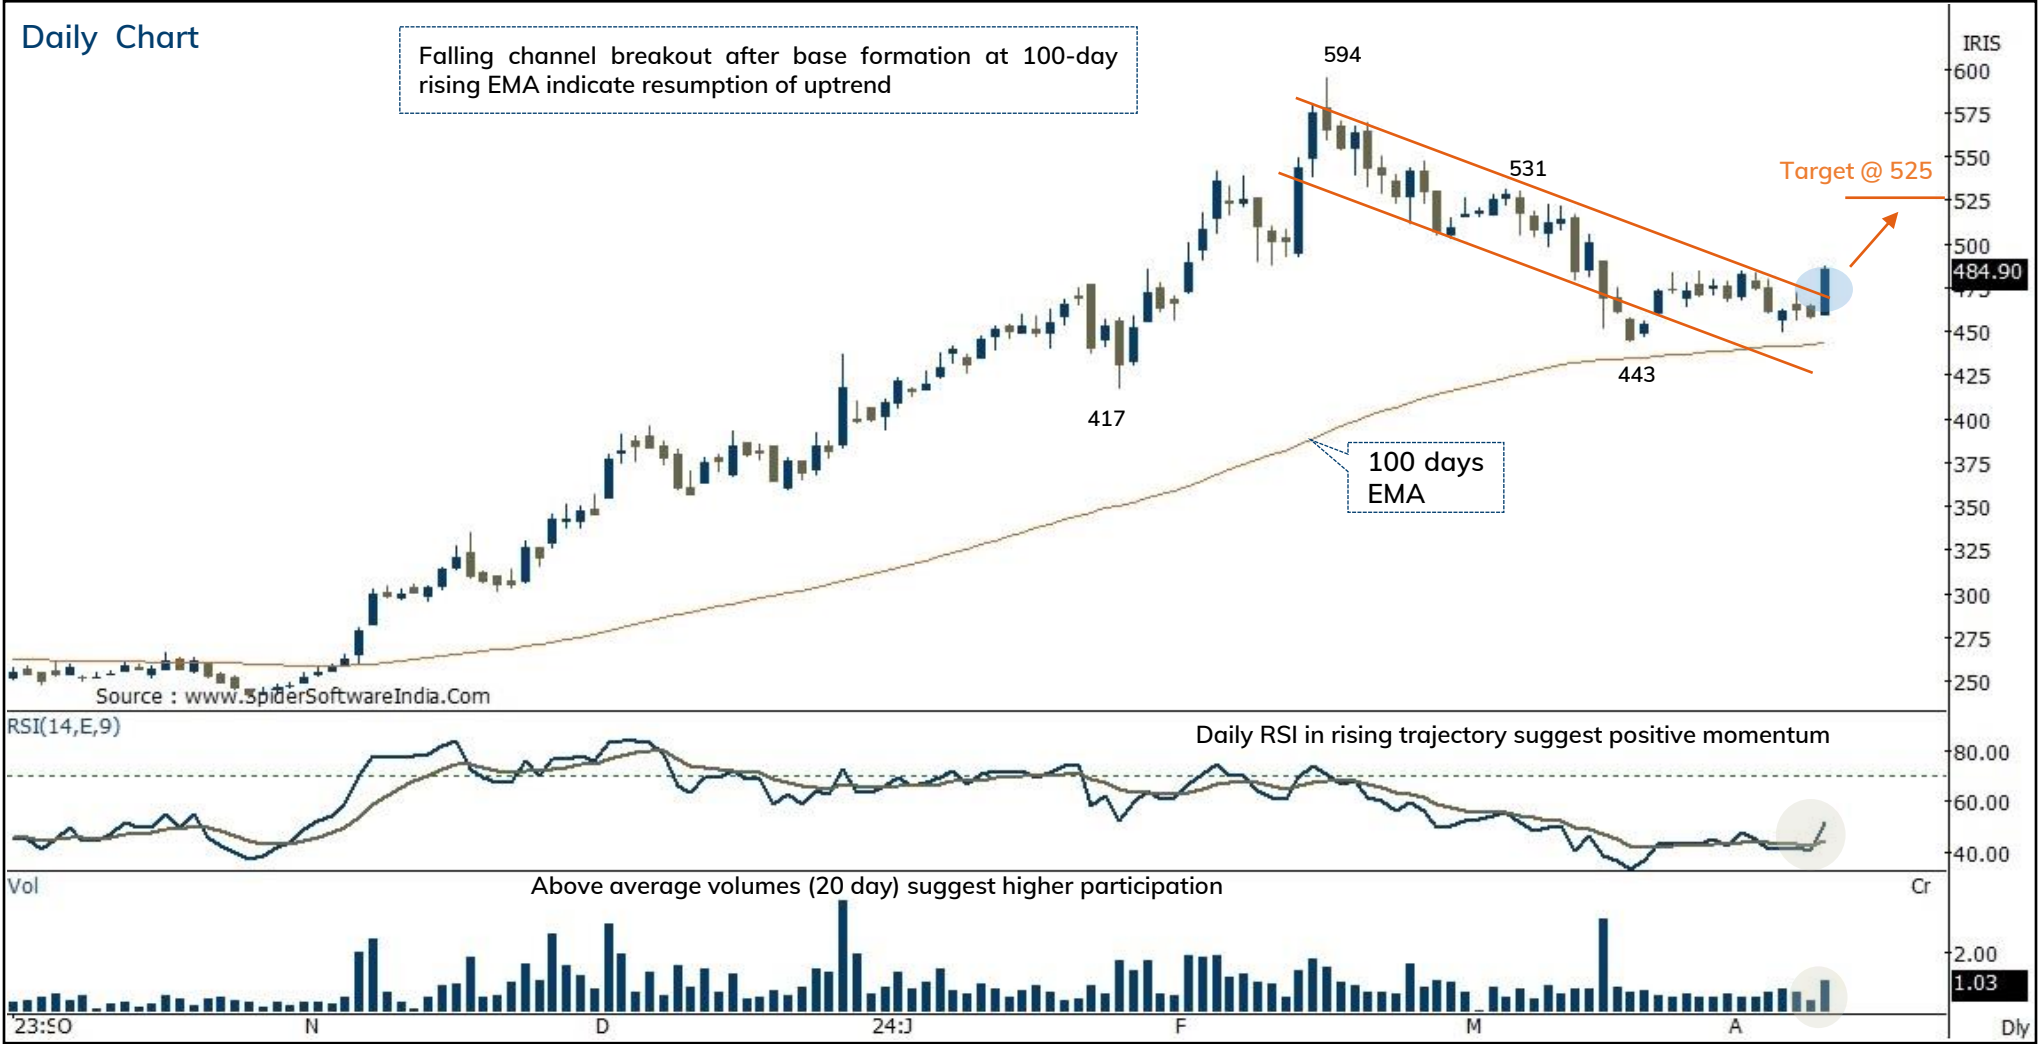 Daily Chart
Falling channel breakout after base formation at 100-day
rising EMA indicate resumption of uptrend
594
IRIS
600
575
550
531
Target @ 525
525
500
484.90
475
450
443
425
417
400
100 days
EMA
375
350
325
300
275
250
Source : www.SpiderSoftwareIndia.Com
RSI(14,E,9)
Daily RSI in rising trajectory suggest positive momentum
80.00
60.00
40.00
Vol
Above average volumes (20 day) suggest higher participation
Cr
2.00
1.03
'23:SO N D 24:J F M A Dly